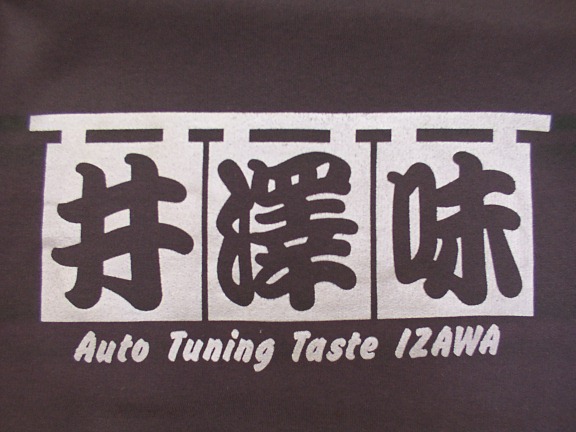 井澤味
Auto Tuning Taste IZAWA